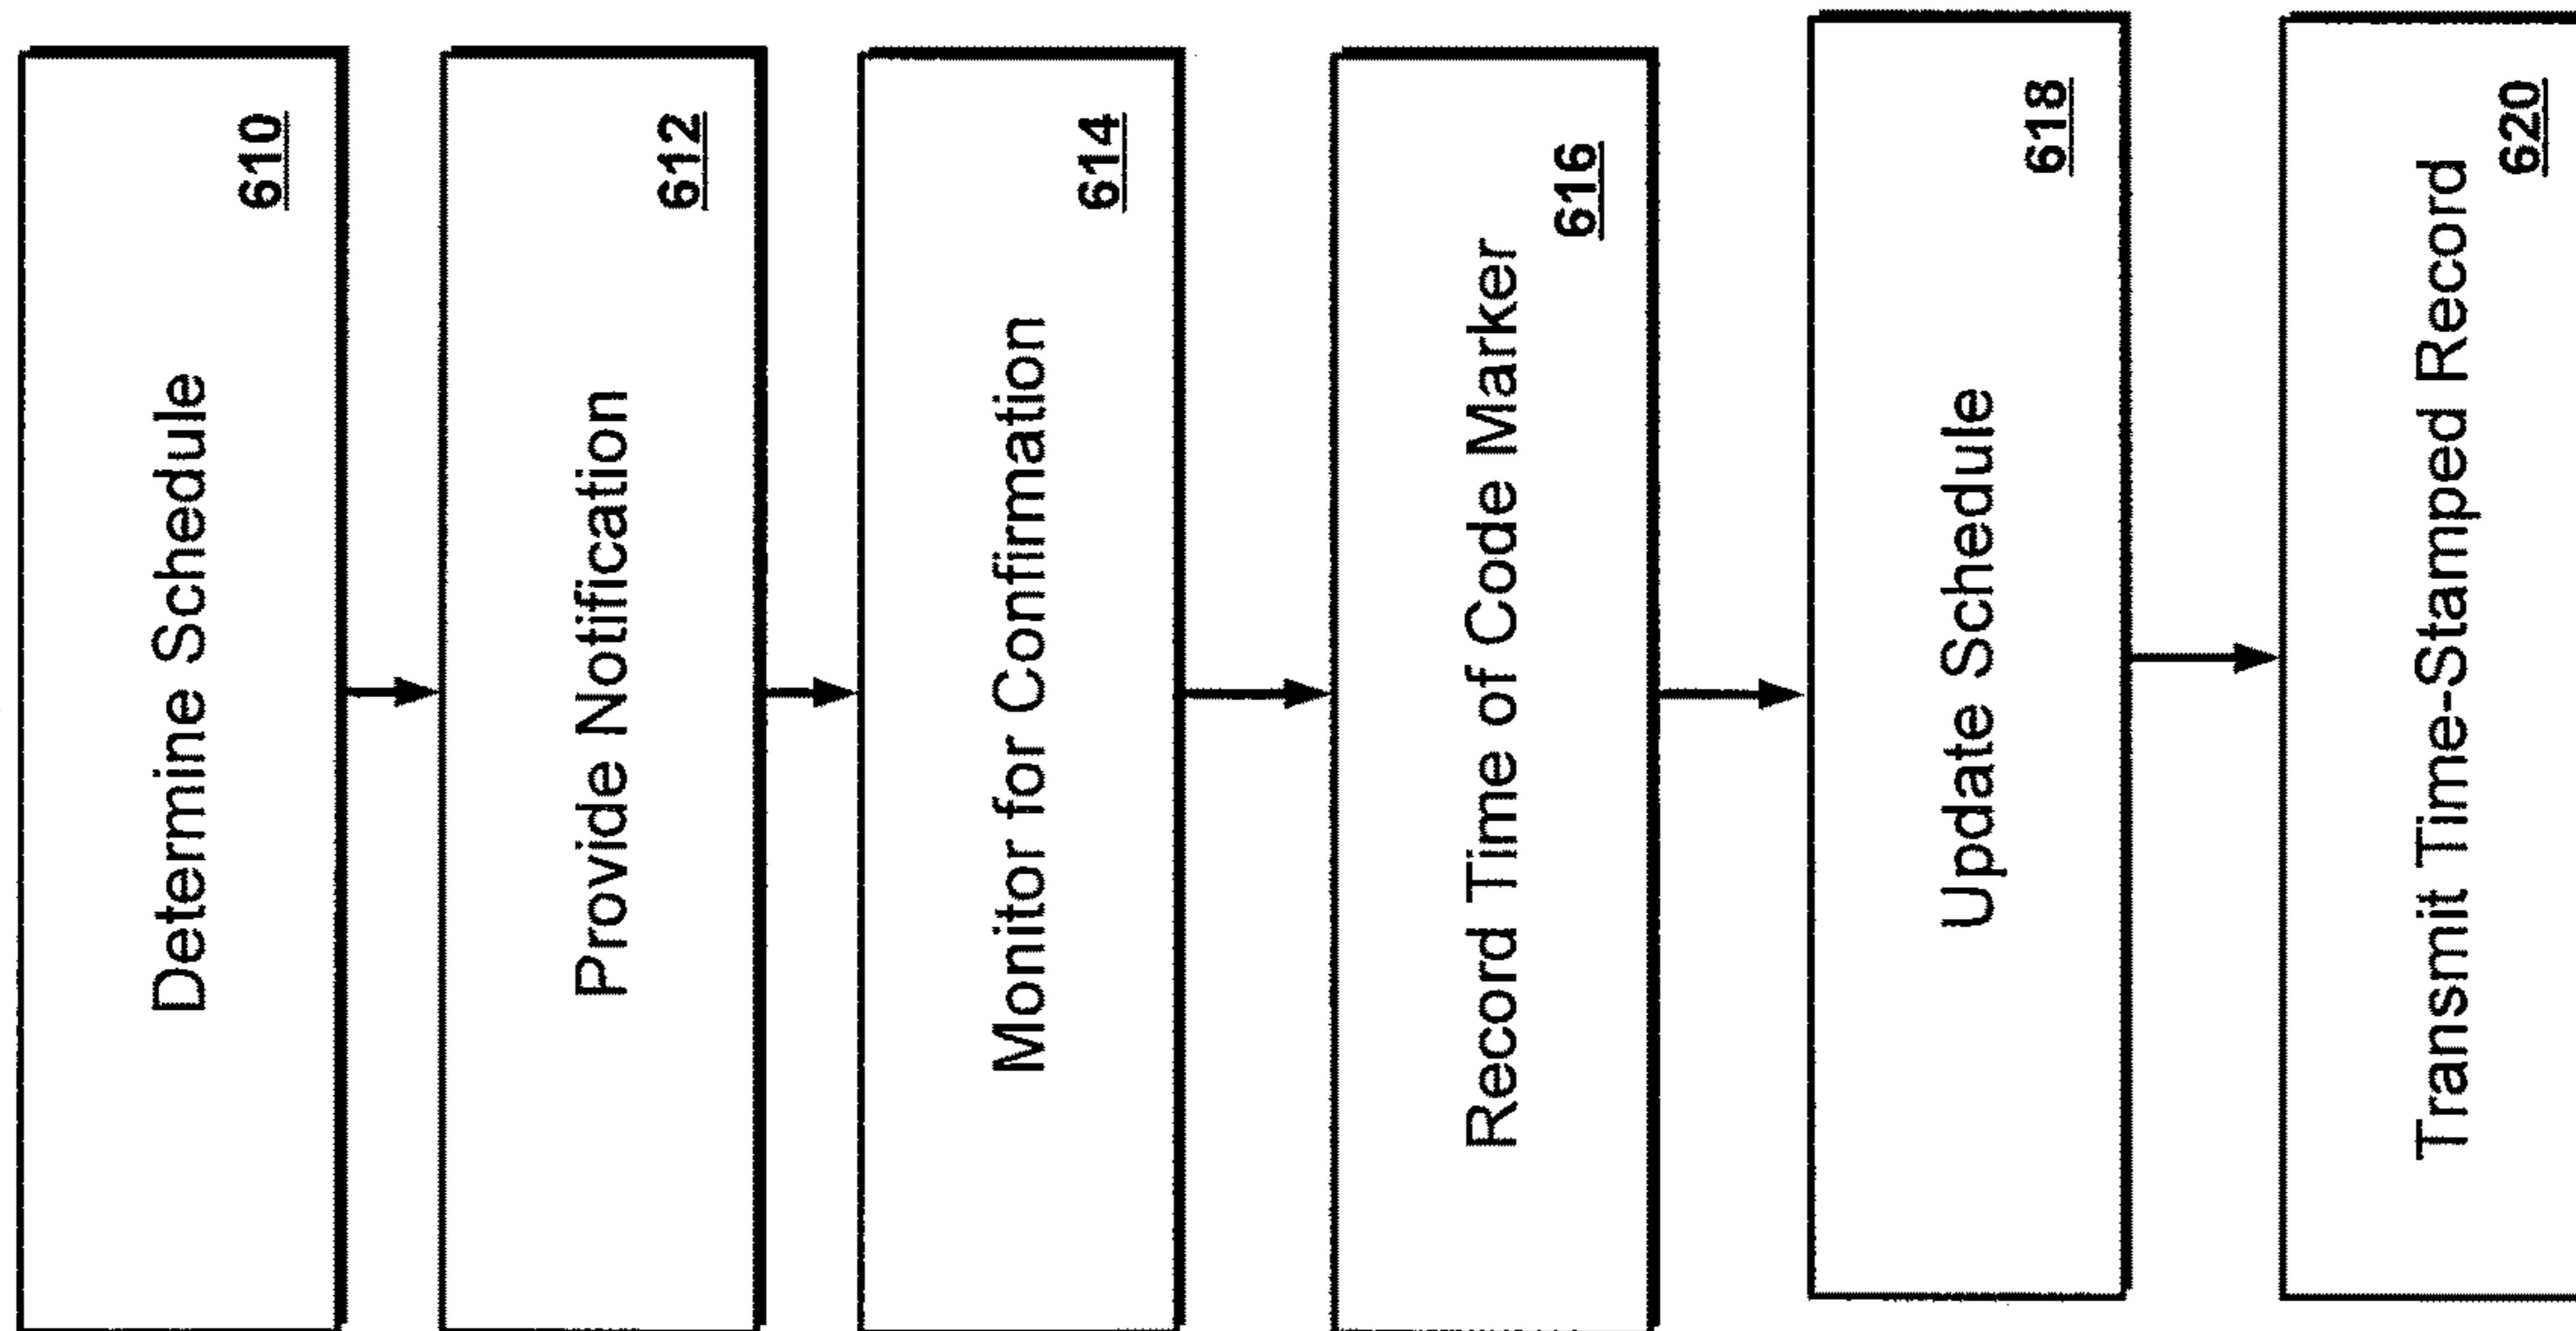 Determine Schedule
610
Provide Notification
612
Monitor for Confirmation
614
Record Time of Code Marker
616
Update Schedule
618
Transmit Time-Stamped Record
620